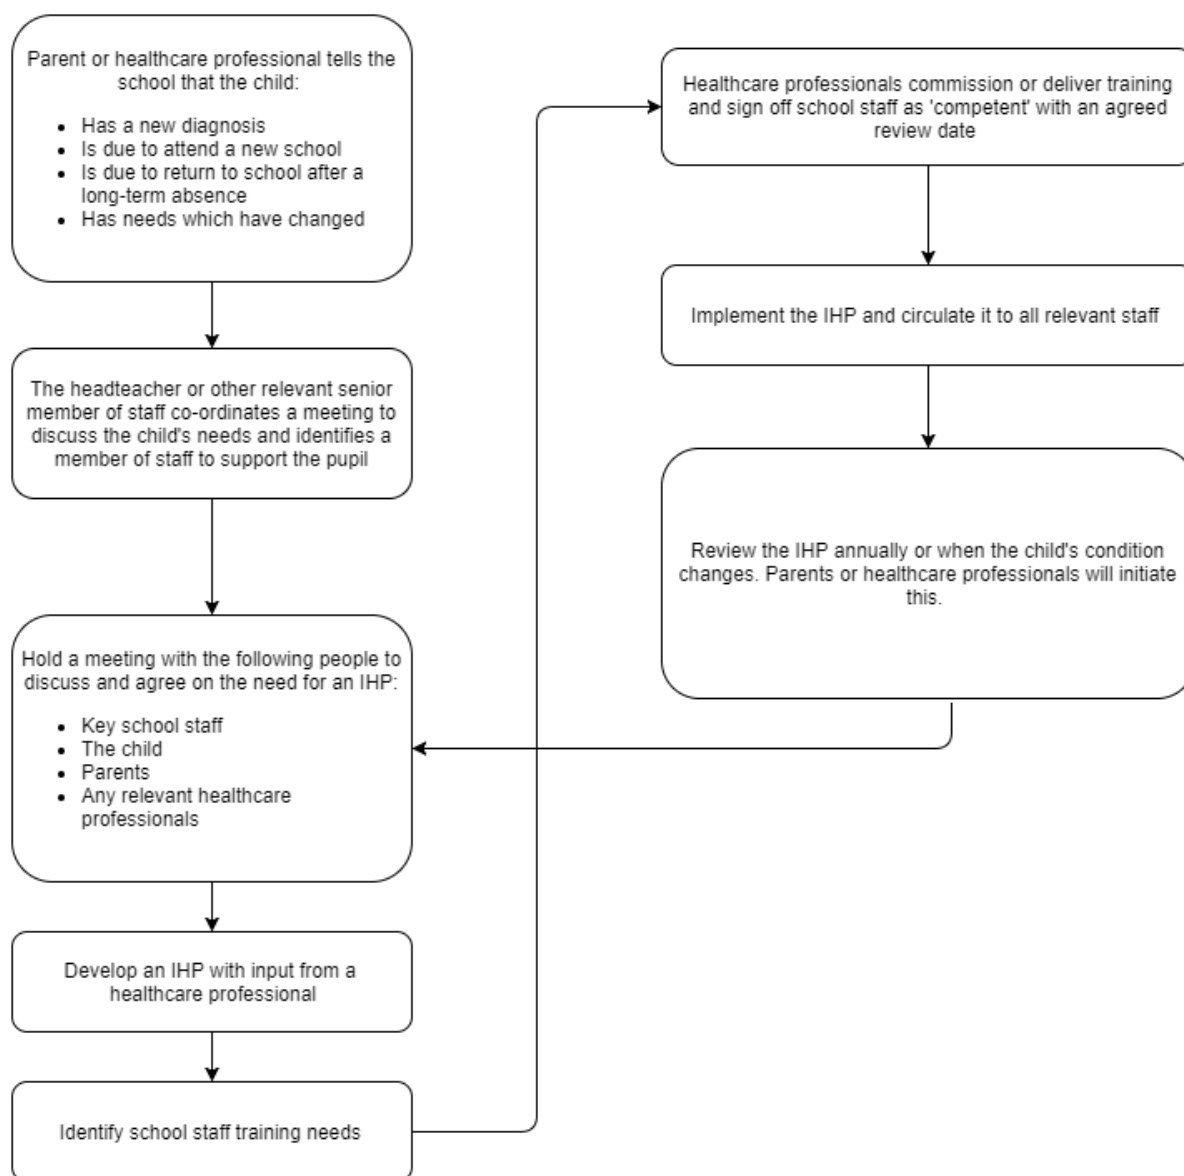 Parent or healthcare professional tells the
school that the child:
• Has a new diagnosis
• Is due to attend a new school
• Is due to return to school after a
long-term absence
• Has needs which have changed
The headteacher or other relevant senior
member of staff co-ordinates a meeting to
discuss the child's needs and identifies a
member of staff to support the pupil
Hold a meeting with the following people to
discuss and agree on the need for an IHP:
• Key school staff
• The child
• Parents
• Any relevant healthcare
professionals
Develop an IHP with input from a
healthcare professional
Identify school staff training needs
Healthcare professionals commission or deliver training
and sign off school staff as 'competent' with an agreed
review date
Implement the IHP and circulate it to all relevant staff
Review the IHP annually or when the child's condition
changes. Parents or healthcare professionals will initiate
this.